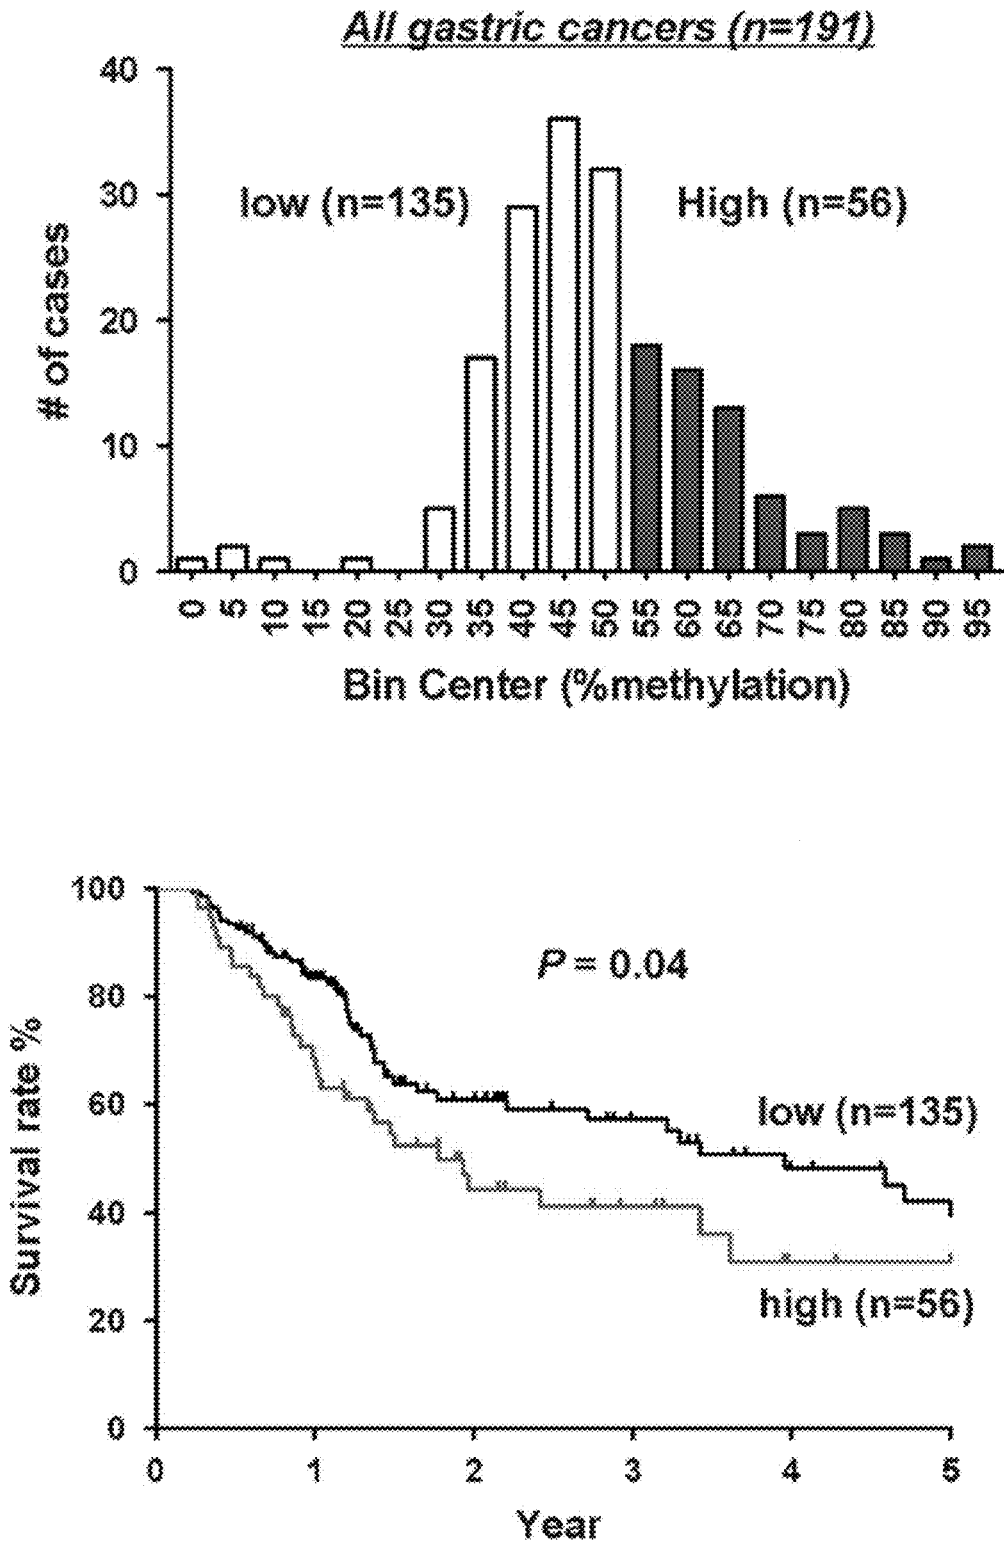 All gastric cancers (n=191)
40
30
20
10
0
# of cases
low (n=135)
High (n=56)
0 5 10 15 20 25 30 35 40 45 50 55 60 65 70 75 80 85 90 95
Bin Center (%methylation)
100
80
60
40
20
0
Survival rate %
P = 0.04
low (n=135)
high (n=56)
0 1 2 3 4 5
Year